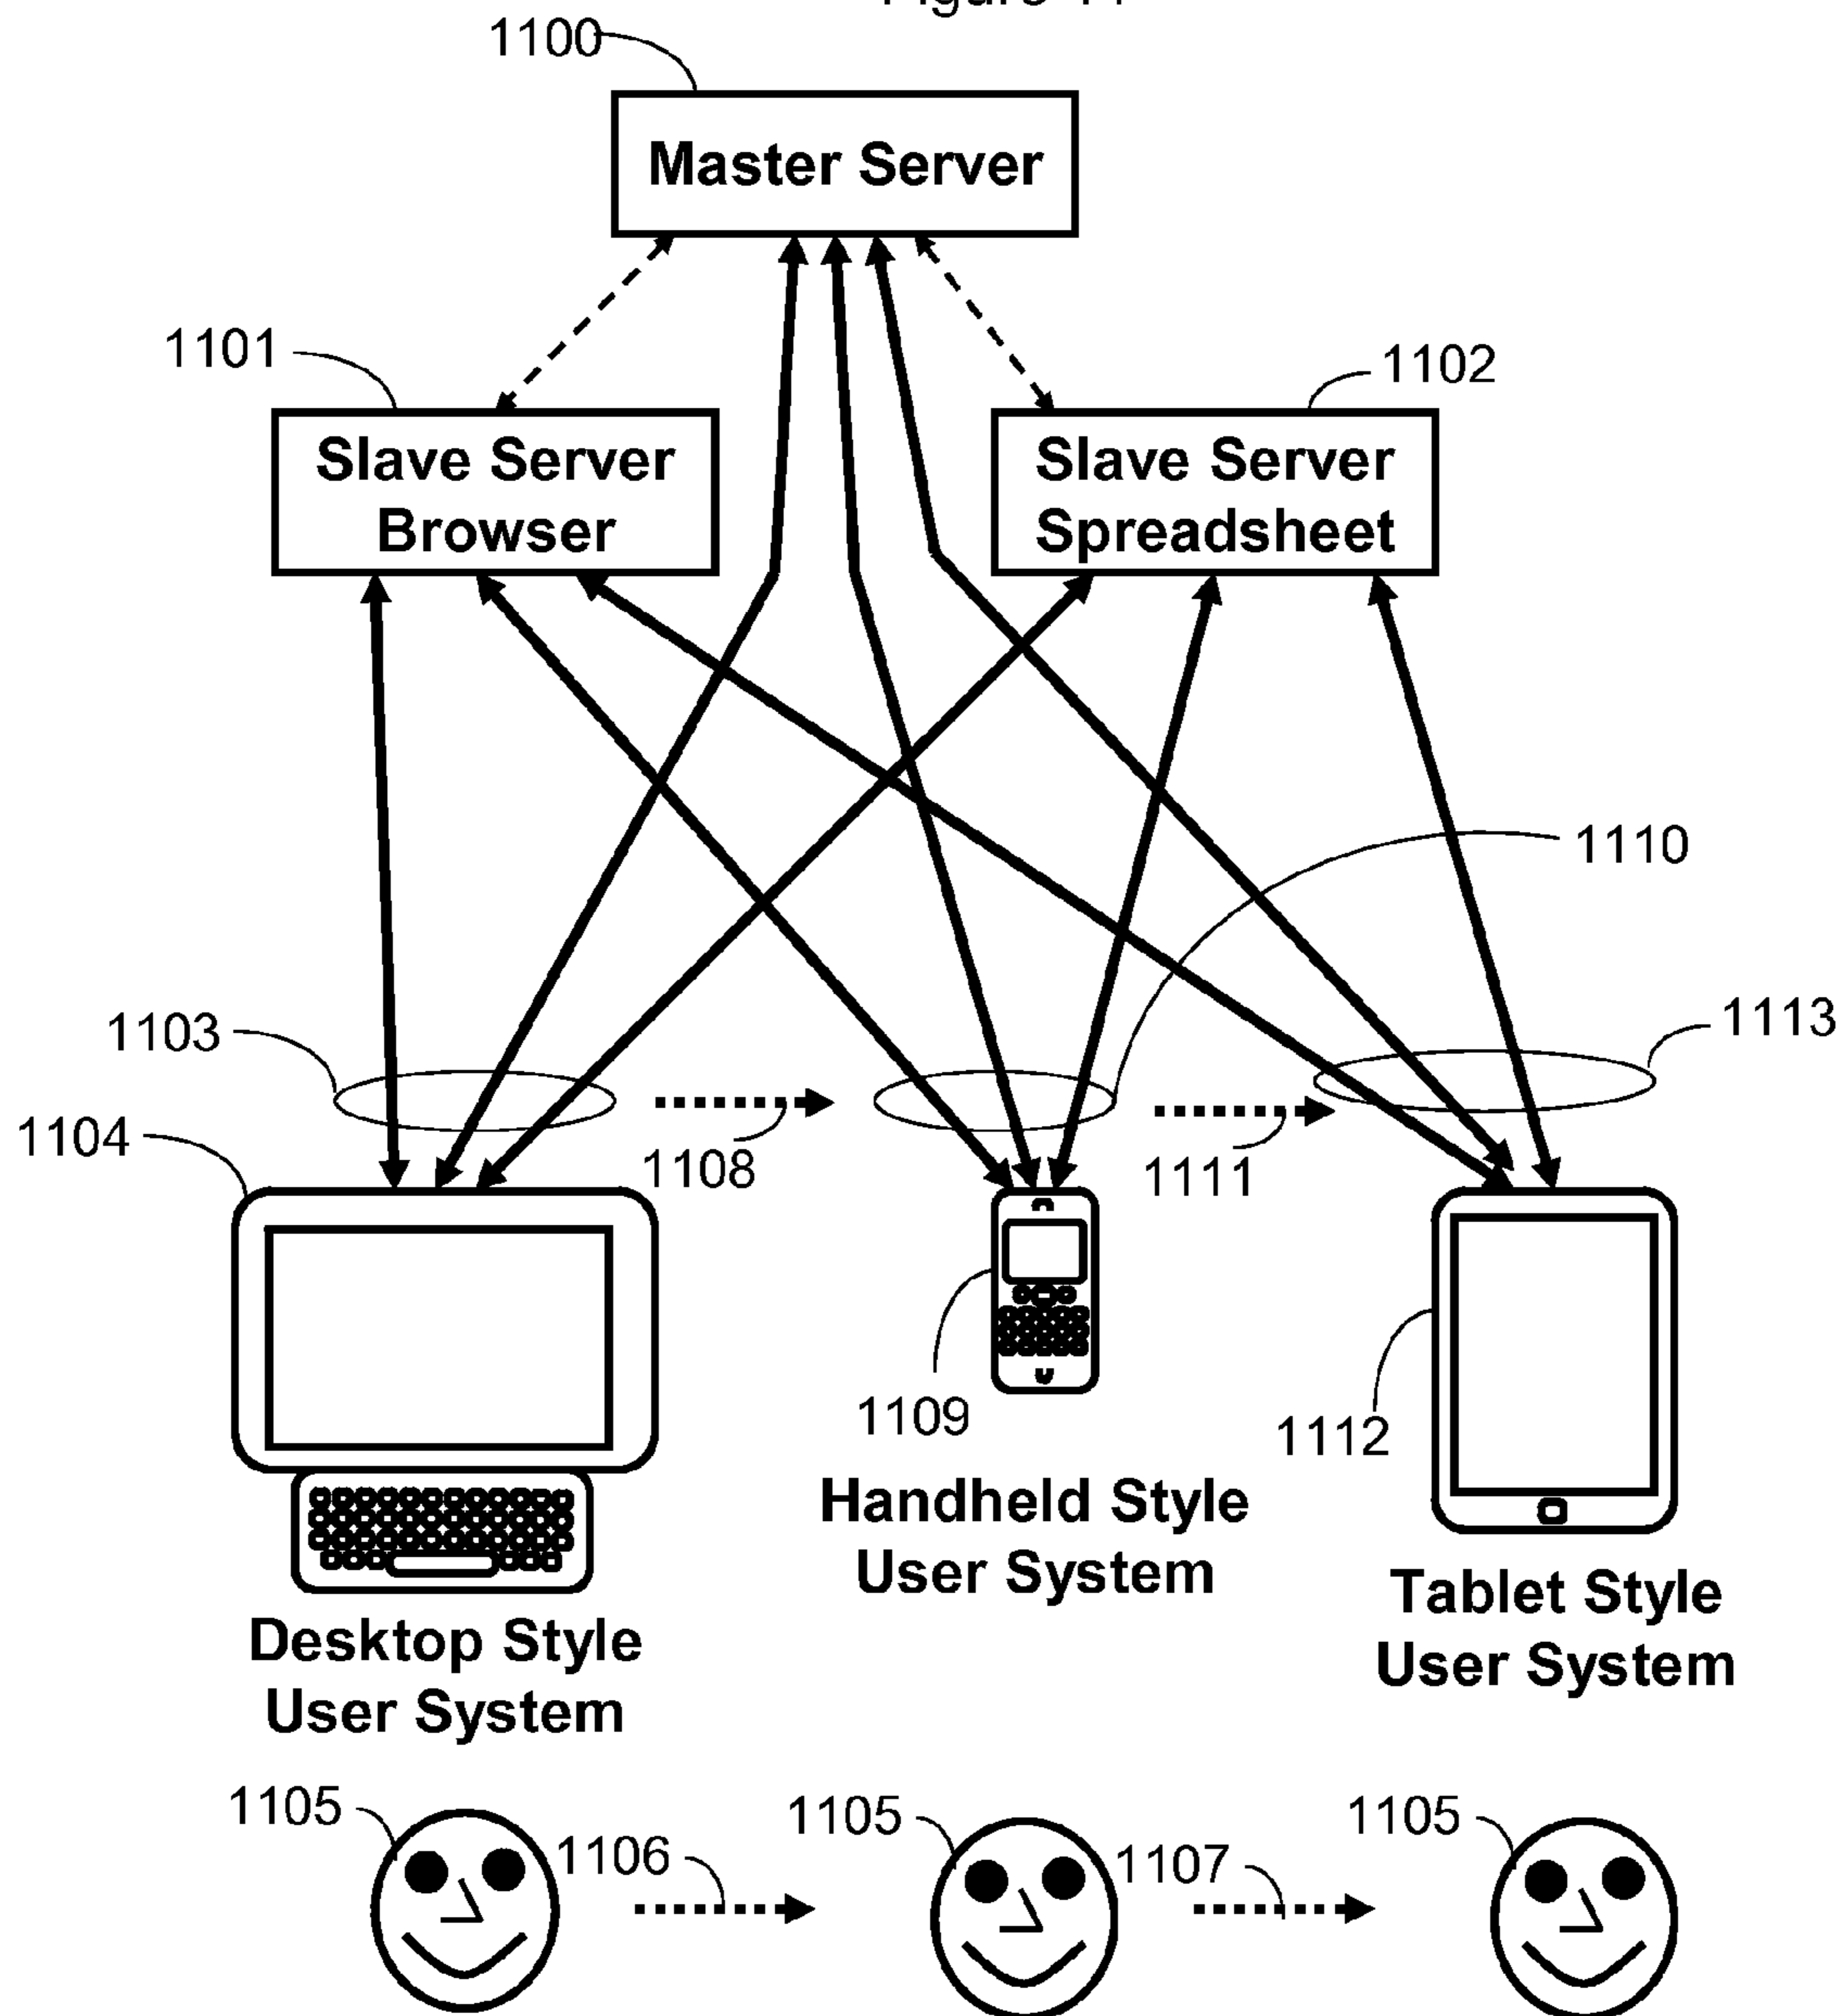 1100
Master Server
1101
1102
Slave Server
Browser
Slave Server
Spreadsheet
1110
1103
1113
1104
1108
1111
1109
1112
Handheld Style
User System
Tablet Style
User System
Desktop Style
User System
1105
1106
1105
1107
1105